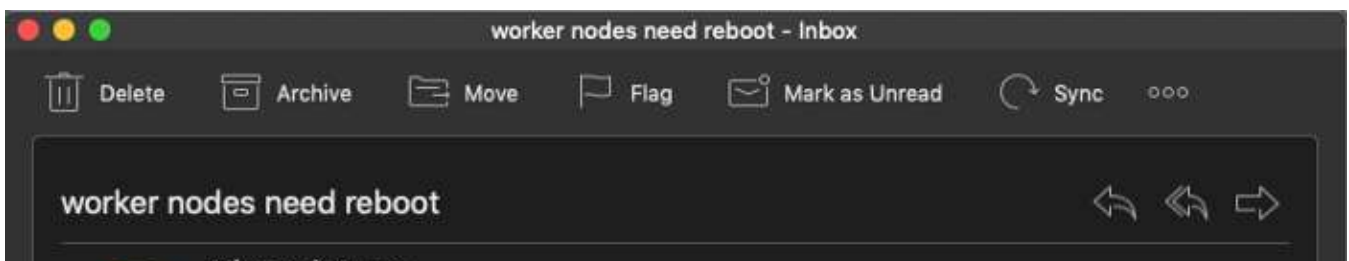 worker nodes need reboot - Inbox
Delete Archive Move Flag Mark as Unread Sync
worker nodes need reboot